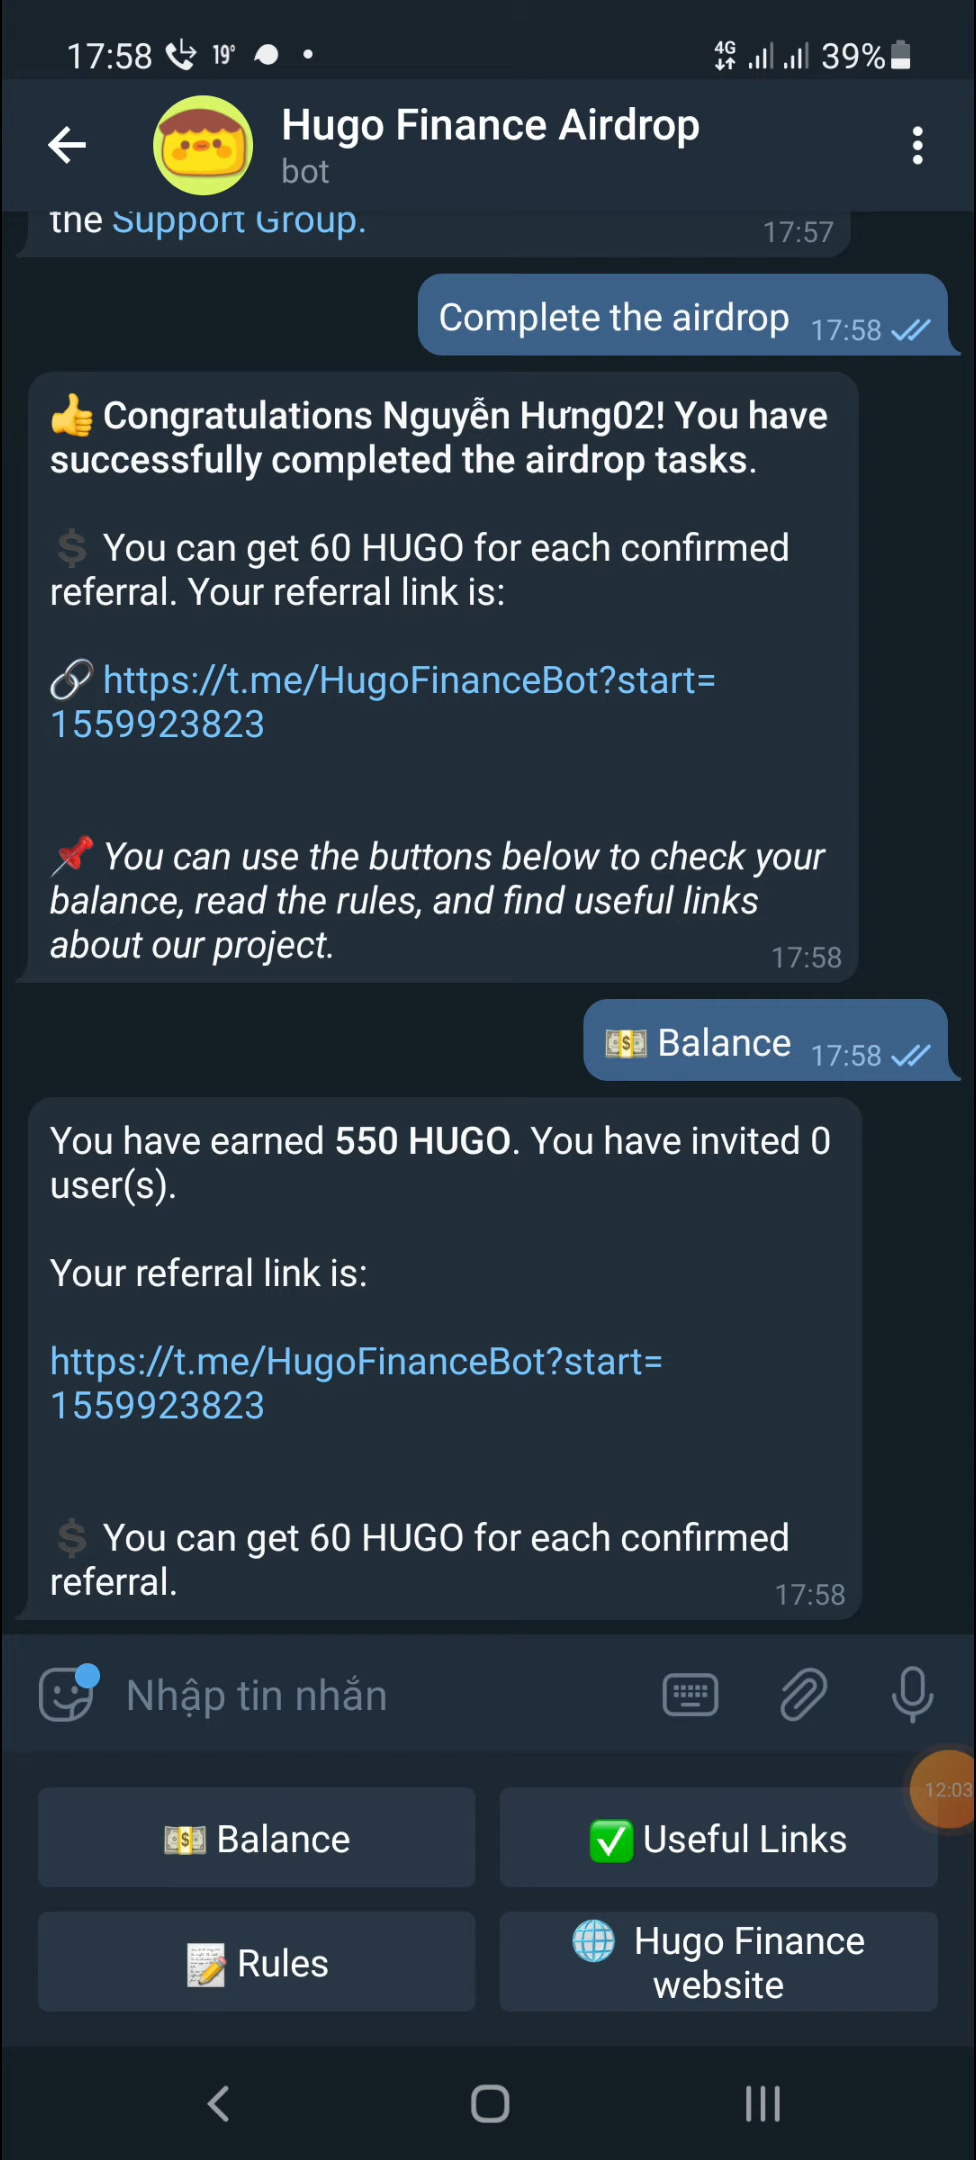 17:58 19° 4G 39%
Hugo Finance Airdrop
bot
the Support Group.
17:57
Complete the airdrop 17:58
👍 Congratulations Nguyễn Hưng02! You have
successfully completed the airdrop tasks.
💲 You can get 60 HUGO for each confirmed
referral. Your referral link is:
🔗 https://t.me/HugoFinanceBot?start=
1559923823
📌 You can use the buttons below to check your
balance, read the rules, and find useful links
about our project.
17:58
💵 Balance 17:58
You have earned 550 HUGO. You have invited 0
user(s).
Your referral link is:
https://t.me/HugoFinanceBot?start=
1559923823
💲 You can get 60 HUGO for each confirmed
referral.
17:58
Nhập tin nhắn
12:03
💵 Balance
✅ Useful Links
📝 Rules
🌐 Hugo Finance
website